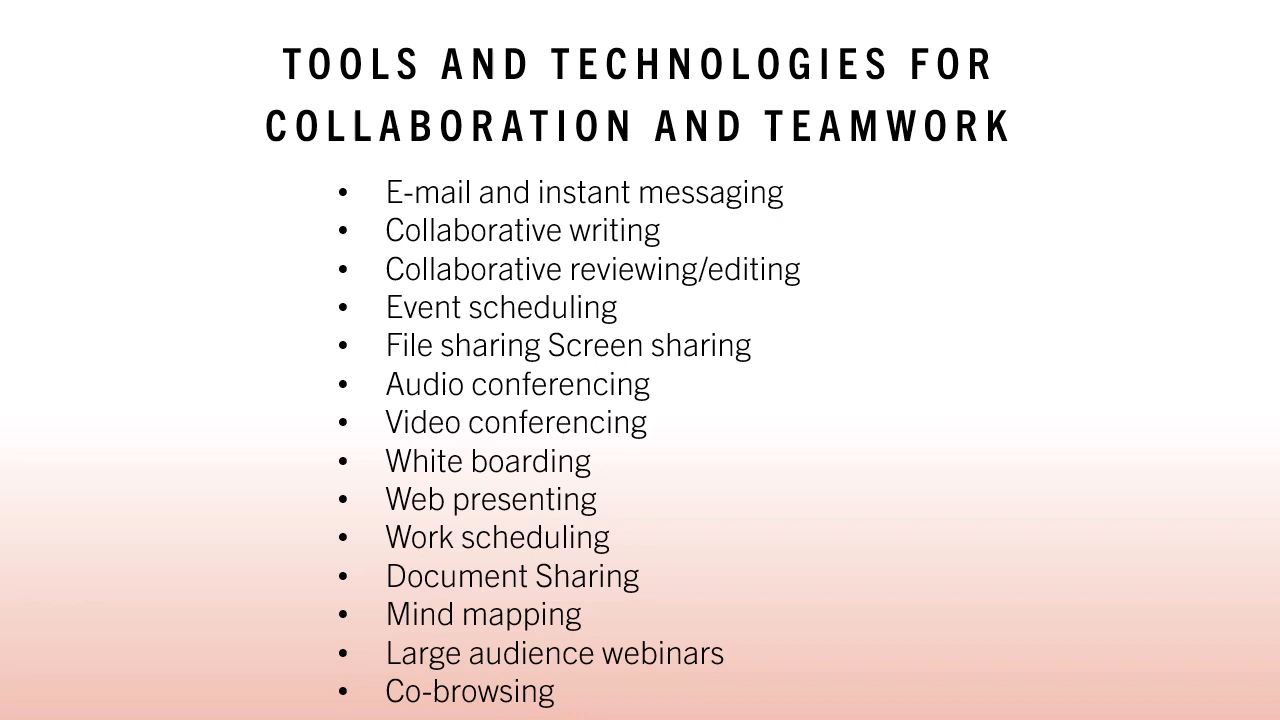 TOOLS AND TECHNOLOGIES FOR
COLLABORATION AND TEAMWORK
• E-mail and instant messaging
• Collaborative writing
• Collaborative reviewing/editing
• Event scheduling
• File sharing Screen sharing
• Audio conferencing
• Video conferencing
• White boarding
• Web presenting
• Work scheduling
• Document Sharing
• Mind mapping
• Large audience webinars
• Co-browsing